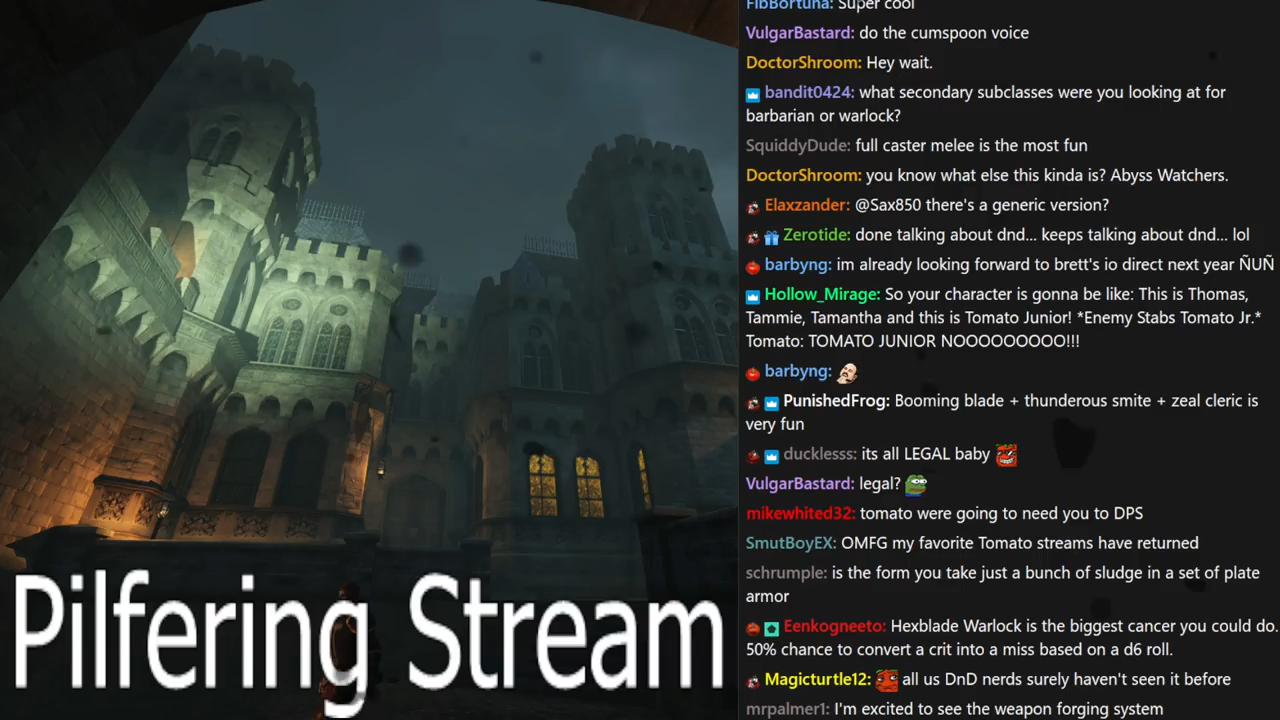 FibBortuna: Super cool
VulgarBastard: do the cumspoon voice
DoctorShroom: Hey wait.
bandit0424: what secondary subclasses were you looking at for
barbarian or warlock?
SquiddyDude: full caster melee is the most fun
DoctorShroom: you know what else this kinda is? Abyss Watchers.
Elaxzander: @Sax850 there's a generic version?
Zerotide: done talking about dnd... keeps talking about dnd... lol
barbyng: im already looking forward to brett's io direct next year ÑUÑ
Hollow_Mirage: So your character is gonna be like: This is Thomas,
Tammie, Tamantha and this is Tomato Junior! *Enemy Stabs Tomato Jr.*
Tomato: TOMATO JUNIOR NOOOOOOOOO!!!
barbyng:
PunishedFrog: Booming blade + thunderous smite + zeal cleric is
very fun
ducklesss: its all LEGAL baby
VulgarBastard: legal?
mikewhited32: tomato were going to need you to DPS
SmutBoyEX: OMFG my favorite Tomato streams have returned
schrumple: is the form you take just a bunch of sludge in a set of plate
armor
Eenkogneeto: Hexblade Warlock is the biggest cancer you could do.
50% chance to convert a crit into a miss based on a d6 roll.
Magicturtle12: all us DnD nerds surely haven't seen it before
mrpalmer1: I'm excited to see the weapon forging system
Pilfering Stream